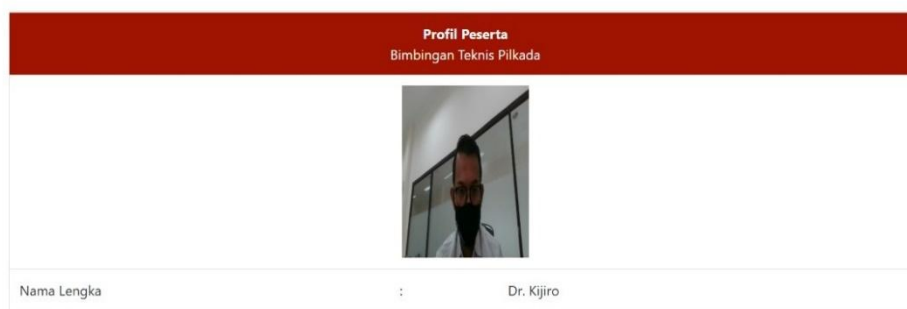 Profil Peserta
Bimbingan Teknis Pilkada
Nama Lengka : Dr. Kijiro